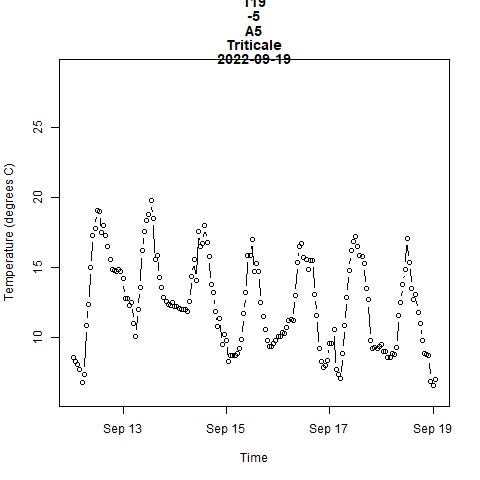 T19
-5
A5
Triticale
2022-09-19
25
20
15
10
Temperature (degrees C)
Sep 13
Sep 15
Sep 17
Sep 19
Time